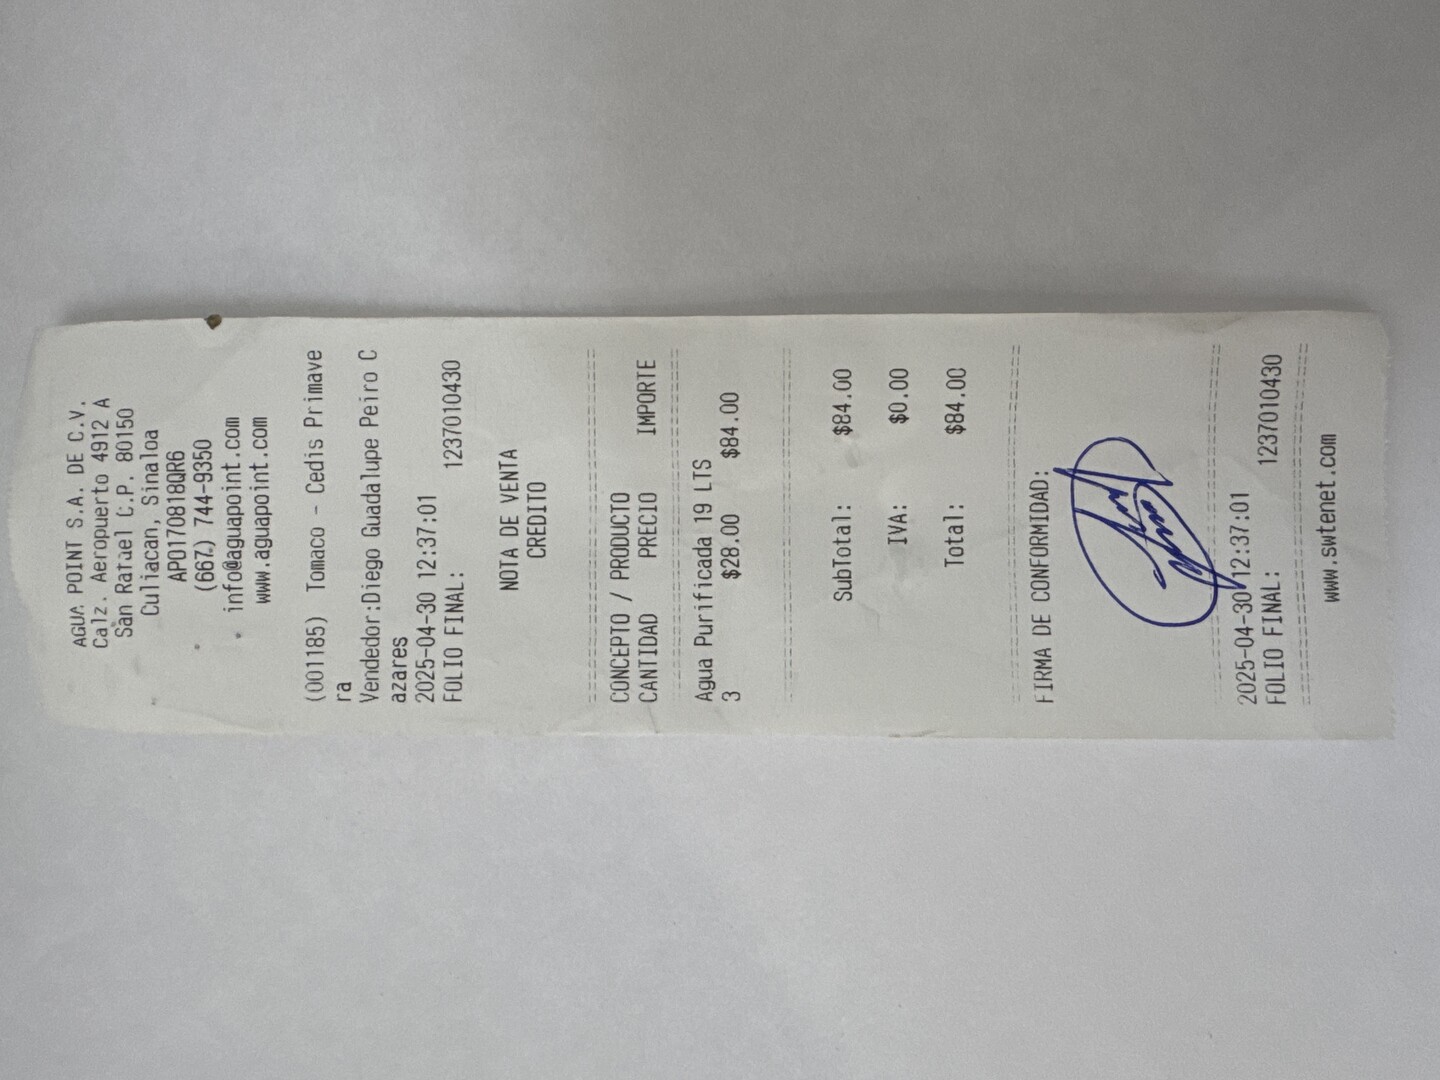 AGUA POINT S.A. DE C.V.
Calz. Aeropuerto 4912 A
San Rafael C.P. 80150
Culiacan, Sinaloa
APO170818QR6
(667) 744-9350
info@aguapoint.com
www.aguapoint.com
(001185) Tomaco - Cedis Primave
ra
Vendedor:Diego Guadalupe Peiro C
azares
2025-04-30 12:37:01
FOLIO FINAL: 1237010430
NOTA DE VENTA
CREDITO
CONCEPTO / PRODUCTO
CANTIDAD PRECIO IMPORTE
Agua Purificada 19 LTS
3 $28.00 $84.00
SubTotal: $84.00
IVA: $0.00
Total: $84.00
FIRMA DE CONFORMIDAD:
2025-04-30 12:37:01
FOLIO FINAL: 1237010430
www.swtenet.com